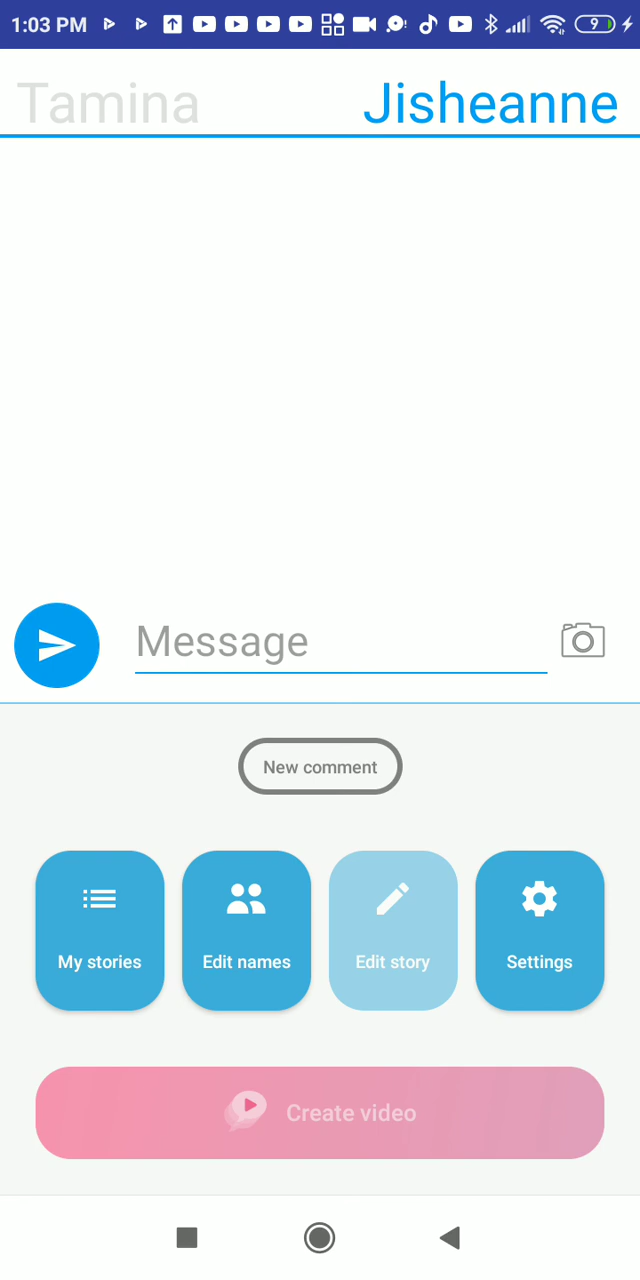 1:03 PM 9
Tamina Jisheanne
Message
New comment
My stories Edit names Edit story Settings
Create video